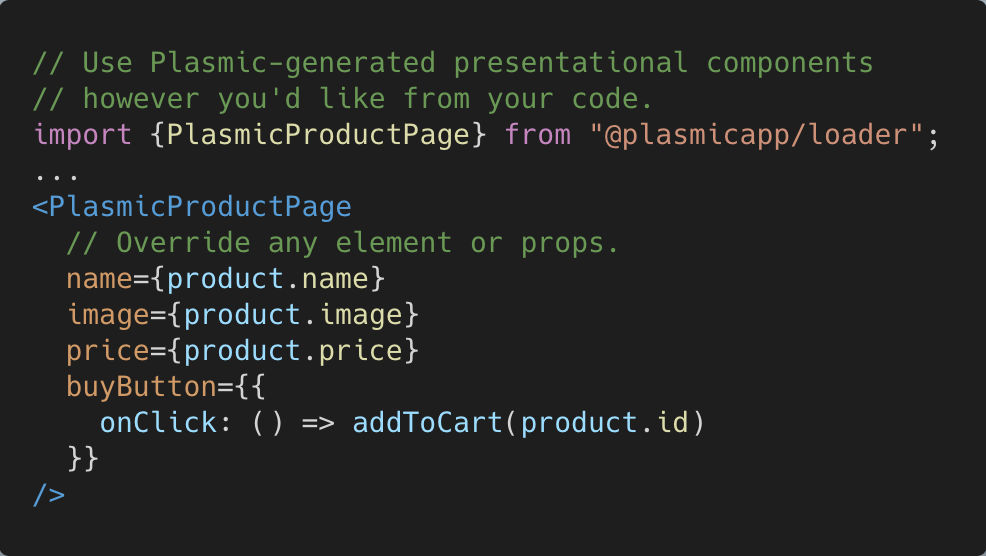 // Use Plasmic-generated presentational components
// however you'd like from your code.
import {PlasmicProductPage} from "@plasmicapp/loader";
...
<PlasmicProductPage
  // Override any element or props.
  name={product.name}
  image={product.image}
  price={product.price}
  buyButton={{
    onClick: () => addToCart(product.id)
  }}
/>